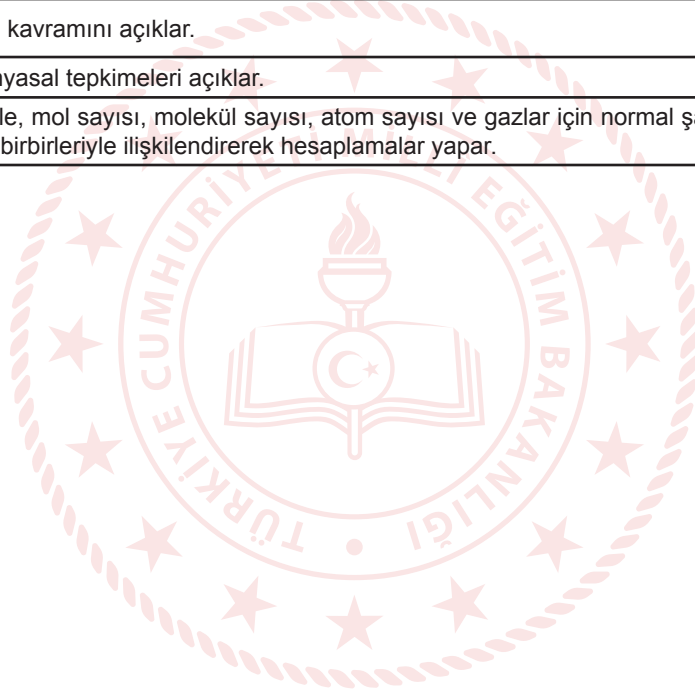 kavramını açıklar.
yasal tepkimeleri açıklar.
le, mol sayısı, molekül sayısı, atom sayısı ve gazlar için normal
birbirleriyle ilişkilendirerek hesaplamalar yapar.
TÜRKİYE CUMHURİYETİ MİLLİ EĞİTİM BAKANLIĞI